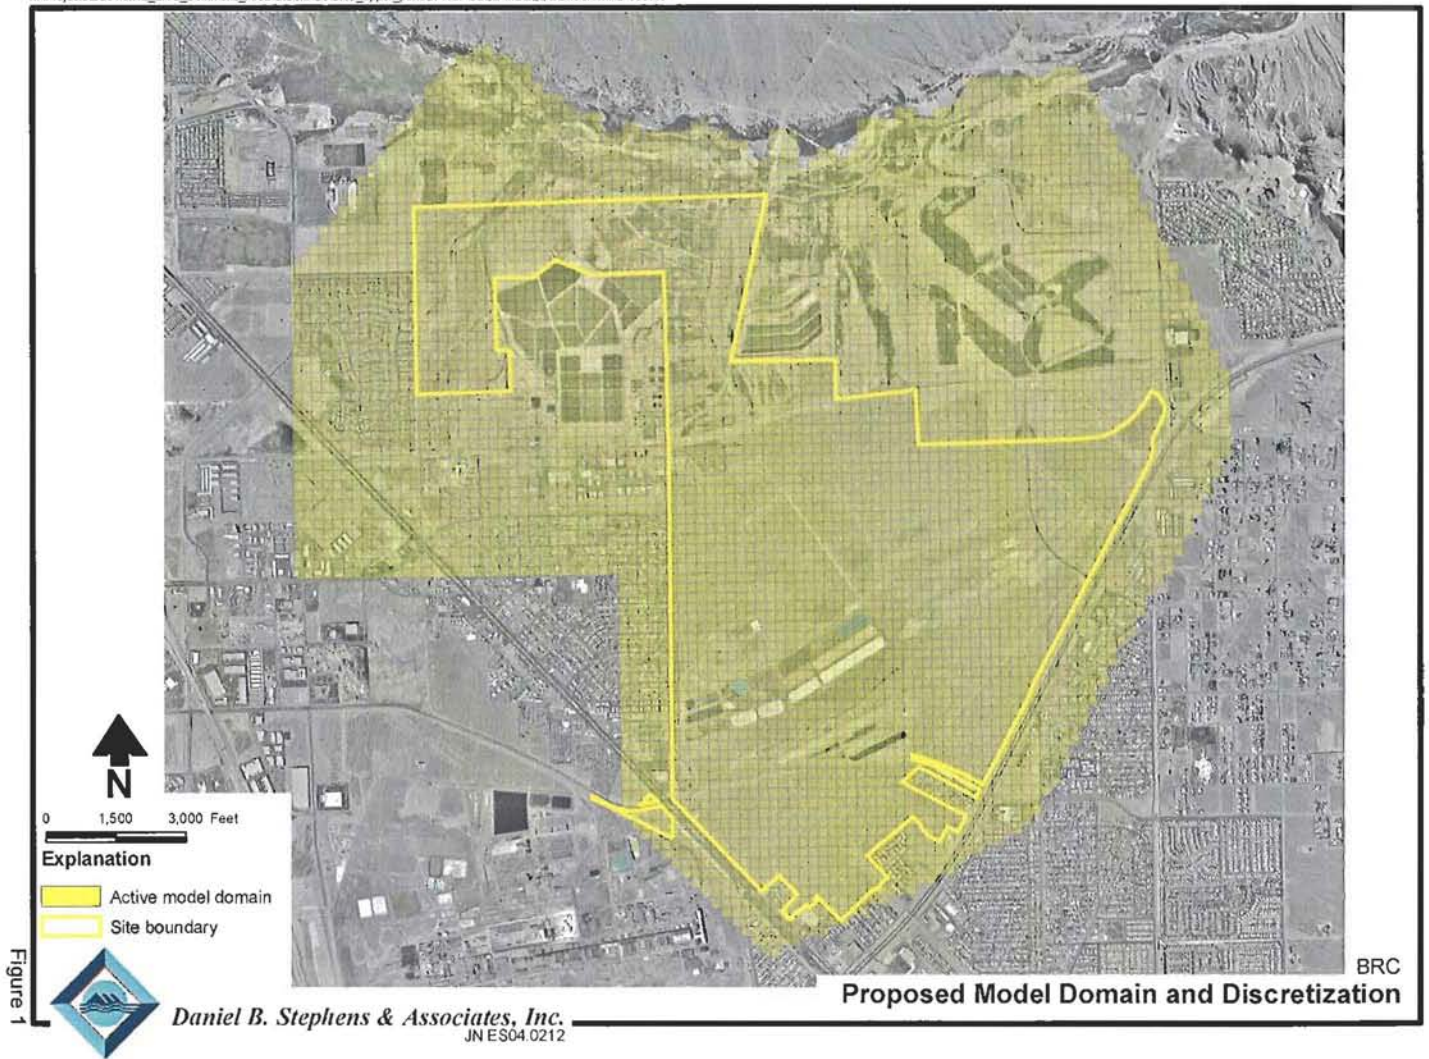 N
0 1,500 3,000 Feet
Explanation
Active model domain
Site boundary
Figure 1
Daniel B. Stephens & Associates, Inc.
JN ES04.0212
BRC
Proposed Model Domain and Discretization